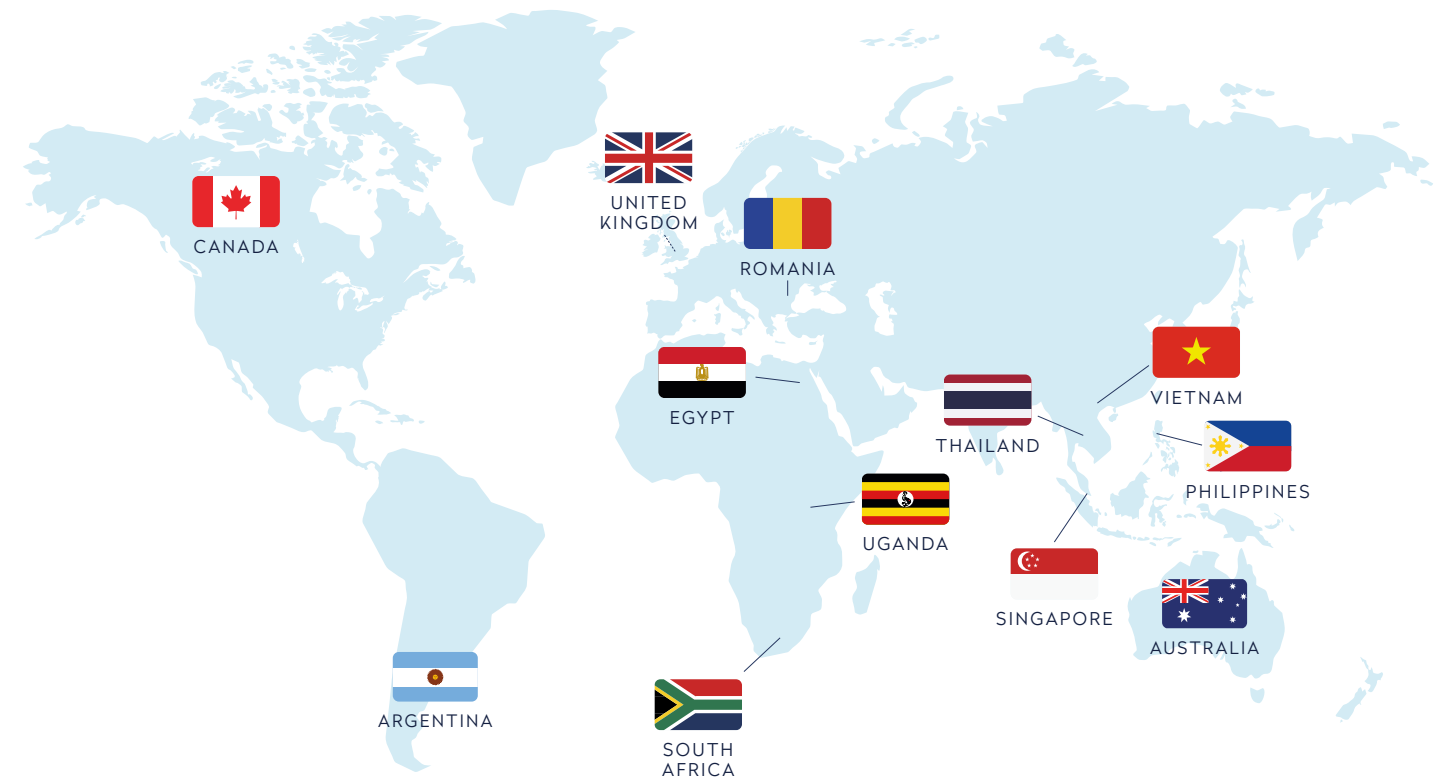 CANADA
UNITED
KINGDOM
ROMANIA
EGYPT
VIETNAM
THAILAND
PHILIPPINES
UGANDA
SINGAPORE
AUSTRALIA
ARGENTINA
SOUTH
AFRICA